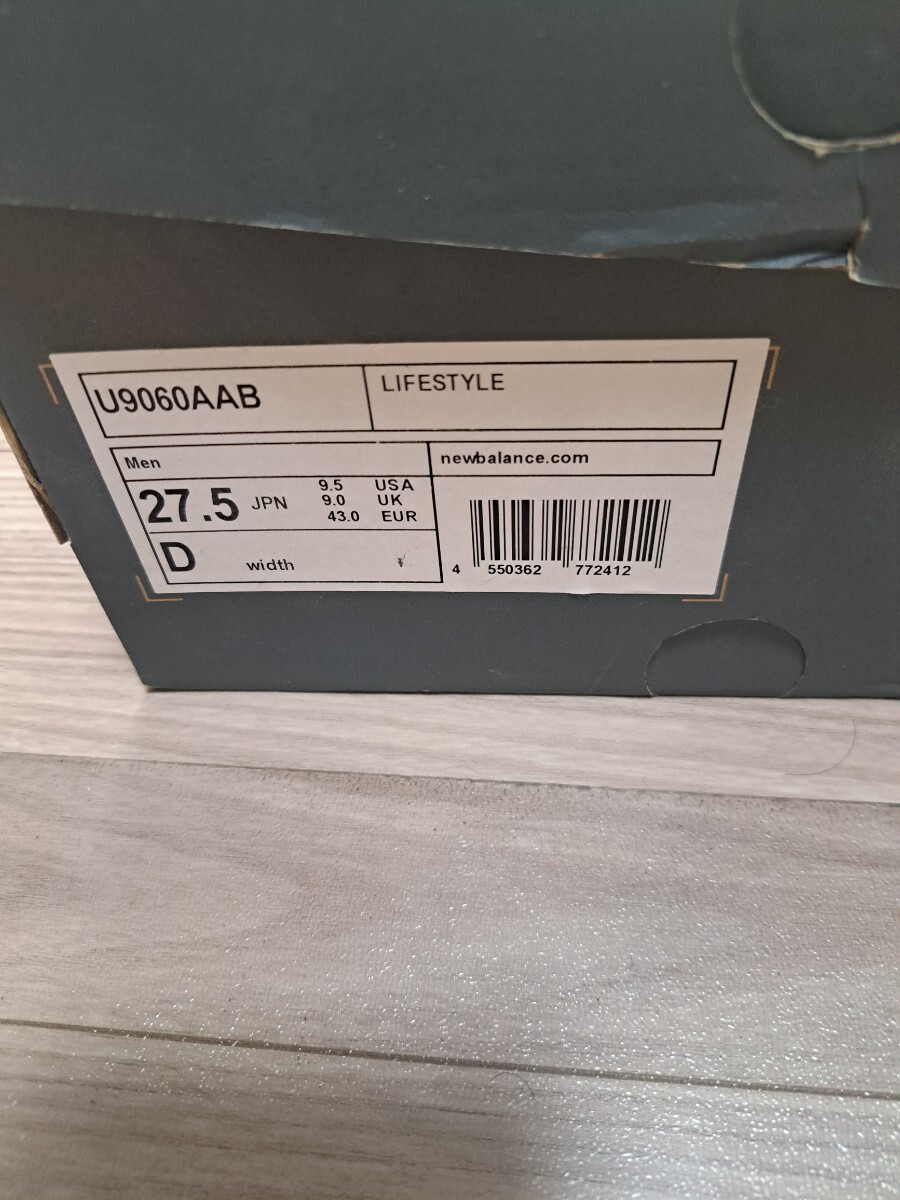 U9060AAB
LIFESTYLE
Men
newbalance.com
27.5 JPN
9.5 USA
9.0 UK
43.0 EUR
D width
4 550362 772412